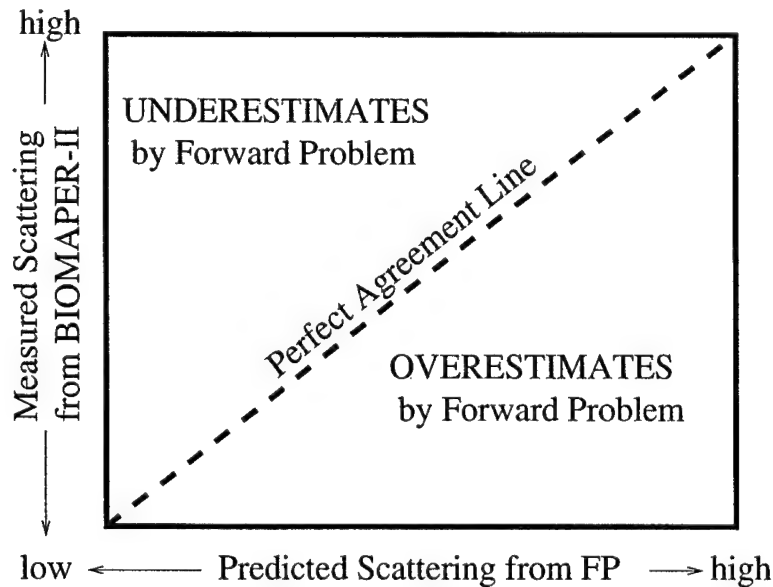 high
UNDERESTIMATES
by Forward Problem
Measured Scattering
from BIOMAPER-II
Perfect Agreement Line
OVERESTIMATES
by Forward Problem
low
Predicted Scattering from FP
high